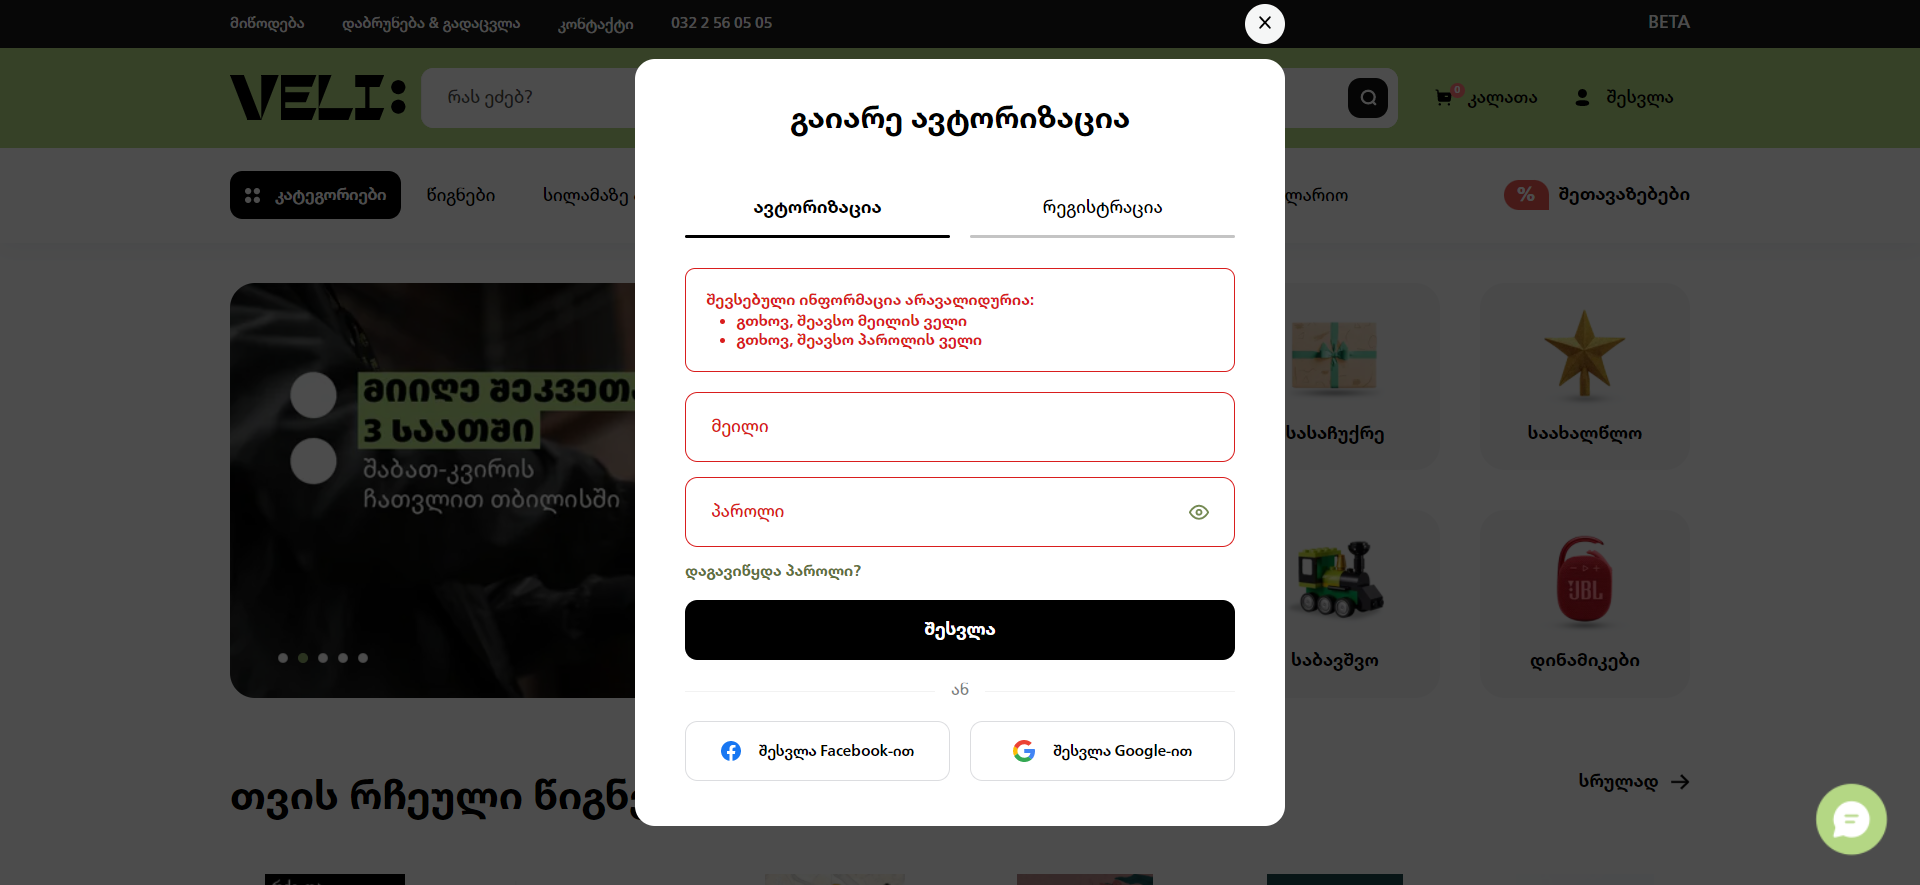 მიწოდება
დაბრუნება & გადაცვლა
კონტაქტი
032 2 56 05 05
BETA
VELI:
რას ეძებ?
0
კალათა
შესვლა
კატეგორიები
წიგნები
სილამაზე
ლარიო
%
შეთავაზებები
გაიარე ავტორიზაცია
ავტორიზაცია
რეგისტრაცია
შევსებული ინფორმაცია არავალიდურია:
• გთხოვ, შეავსო მეილის ველი
• გთხოვ, შეავსო პაროლის ველი
მეილი
პაროლი
დაგავიწყდა პაროლი?
შესვლა
ან
შესვლა Facebook-ით
შესვლა Google-ით
მიიღე შეკვეთა
3 საათში
შაბათ-კვირის
ჩათვლით თბილისში
სასაჩუქრე
საახალწლო
საბავშვო
JBL
დინამიკები
თვის რჩეული წიგნე
სრულად